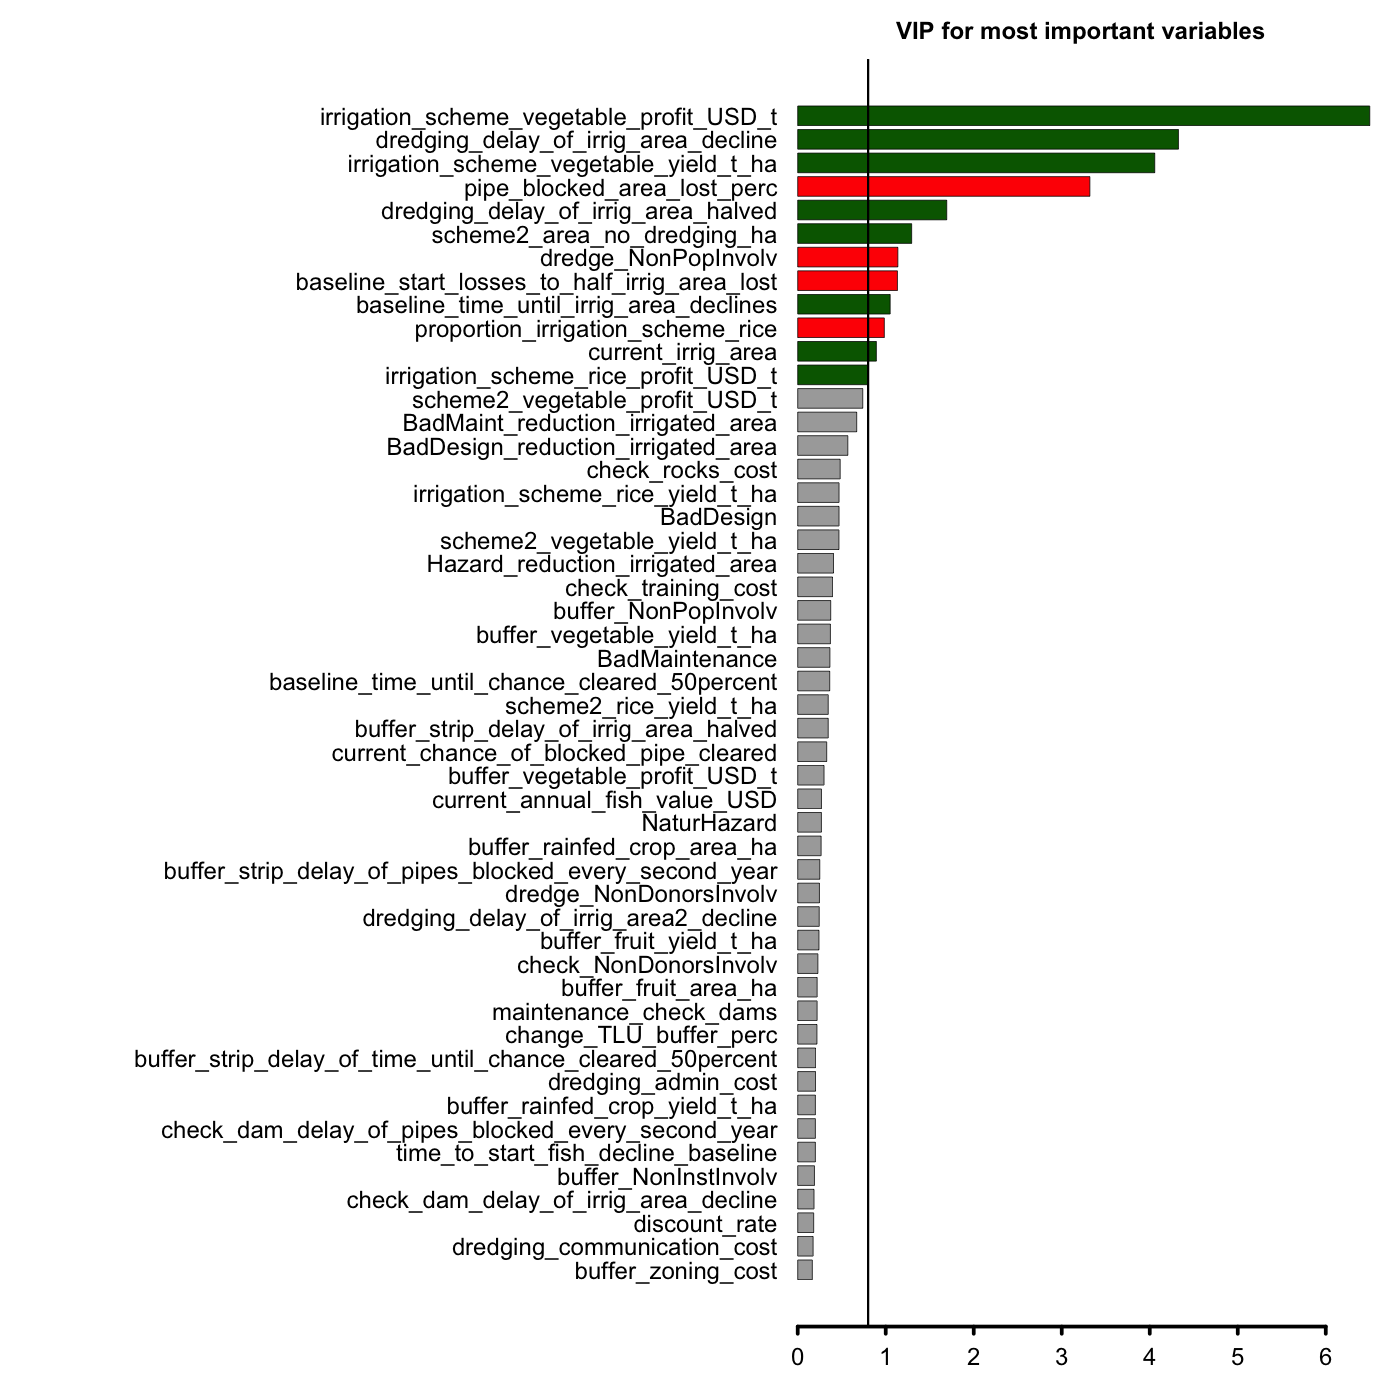 VIP for most important variables
irrigation_scheme_vegetable_profit_USD_t
dredging_delay_of_irrig_area_decline
irrigation_scheme_vegetable_yield_t_ha
pipe_blocked_area_lost_perc
dredging_delay_of_irrig_area_halved
scheme2_area_no_dredging_ha
dredge_NonPopInvolv
baseline_start_losses_to_half_irrig_area_lost
baseline_time_until_irrig_area_declines
proportion_irrigation_scheme_rice
current_irrig_area
irrigation_scheme_rice_profit_USD_t
scheme2_vegetable_profit_USD_t
BadMaint_reduction_irrigated_area
BadDesign_reduction_irrigated_area
check_rocks_cost
irrigation_scheme_rice_yield_t_ha
BadDesign
scheme2_vegetable_yield_t_ha
Hazard_reduction_irrigated_area
check_training_cost
buffer_NonPopInvolv
buffer_vegetable_yield_t_ha
BadMaintenance
baseline_time_until_chance_cleared_50percent
scheme2_rice_yield_t_ha
buffer_strip_delay_of_irrig_area_halved
current_chance_of_blocked_pipe_cleared
buffer_vegetable_profit_USD_t
current_annual_fish_value_USD
NaturHazard
buffer_rainfed_crop_area_ha
buffer_strip_delay_of_pipes_blocked_every_second_year
dredge_NonDonorsInvolv
dredging_delay_of_irrig_area2_decline
buffer_fruit_yield_t_ha
check_NonDonorsInvolv
buffer_fruit_area_ha
maintenance_check_dams
change_TLU_buffer_perc
buffer_strip_delay_of_time_until_chance_cleared_50percent
dredging_admin_cost
buffer_rainfed_crop_yield_t_ha
check_dam_delay_of_pipes_blocked_every_second_year
time_to_start_fish_decline_baseline
buffer_NonInstInvolv
check_dam_delay_of_irrig_area_decline
discount_rate
dredging_communication_cost
buffer_zoning_cost
0 1 2 3 4 5 6